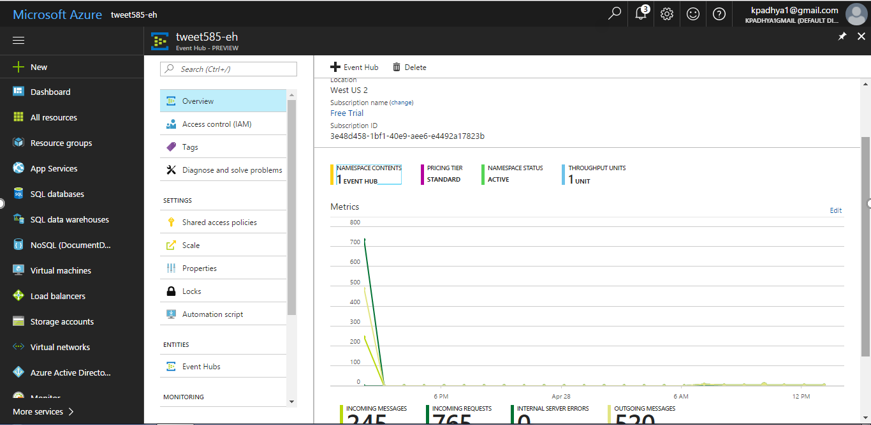 Microsoft Azure tweet585-eh
3
kpadhya1@gmail.com
KPADHYA1GMAIL (DEFAULT DI...
tweet585-eh
Event Hub - PREVIEW
New
Dashboard
All resources
Resource groups
App Services
SQL databases
SQL data warehouses
NoSQL (DocumentD...
Virtual machines
Load balancers
Storage accounts
Virtual networks
Azure Active Directo...
Monitor
More services
Search (Ctrl+/)
Overview
Access control (IAM)
Tags
Diagnose and solve problems
SETTINGS
Shared access policies
Scale
Properties
Locks
Automation script
ENTITIES
Event Hubs
MONITORING
Event Hub Delete
Location
West US 2
Subscription name (change)
Free Trial
Subscription ID
3e48d458-1bf1-40e9-aee6-e4492a17823b
NAMESPACE CONTENTS PRICING TIER NAMESPACE STATUS THROUGHPUT UNITS
1 EVENT HUB STANDARD ACTIVE 1 UNIT
Metrics Edit
800
700
600
500
400
300
200
100
0
6 PM Apr 28 6 AM 12 PM
INCOMING MESSAGES INCOMING REQUESTS INTERNAL SERVER ERRORS OUTGOING MESSAGES
245 765 0 520